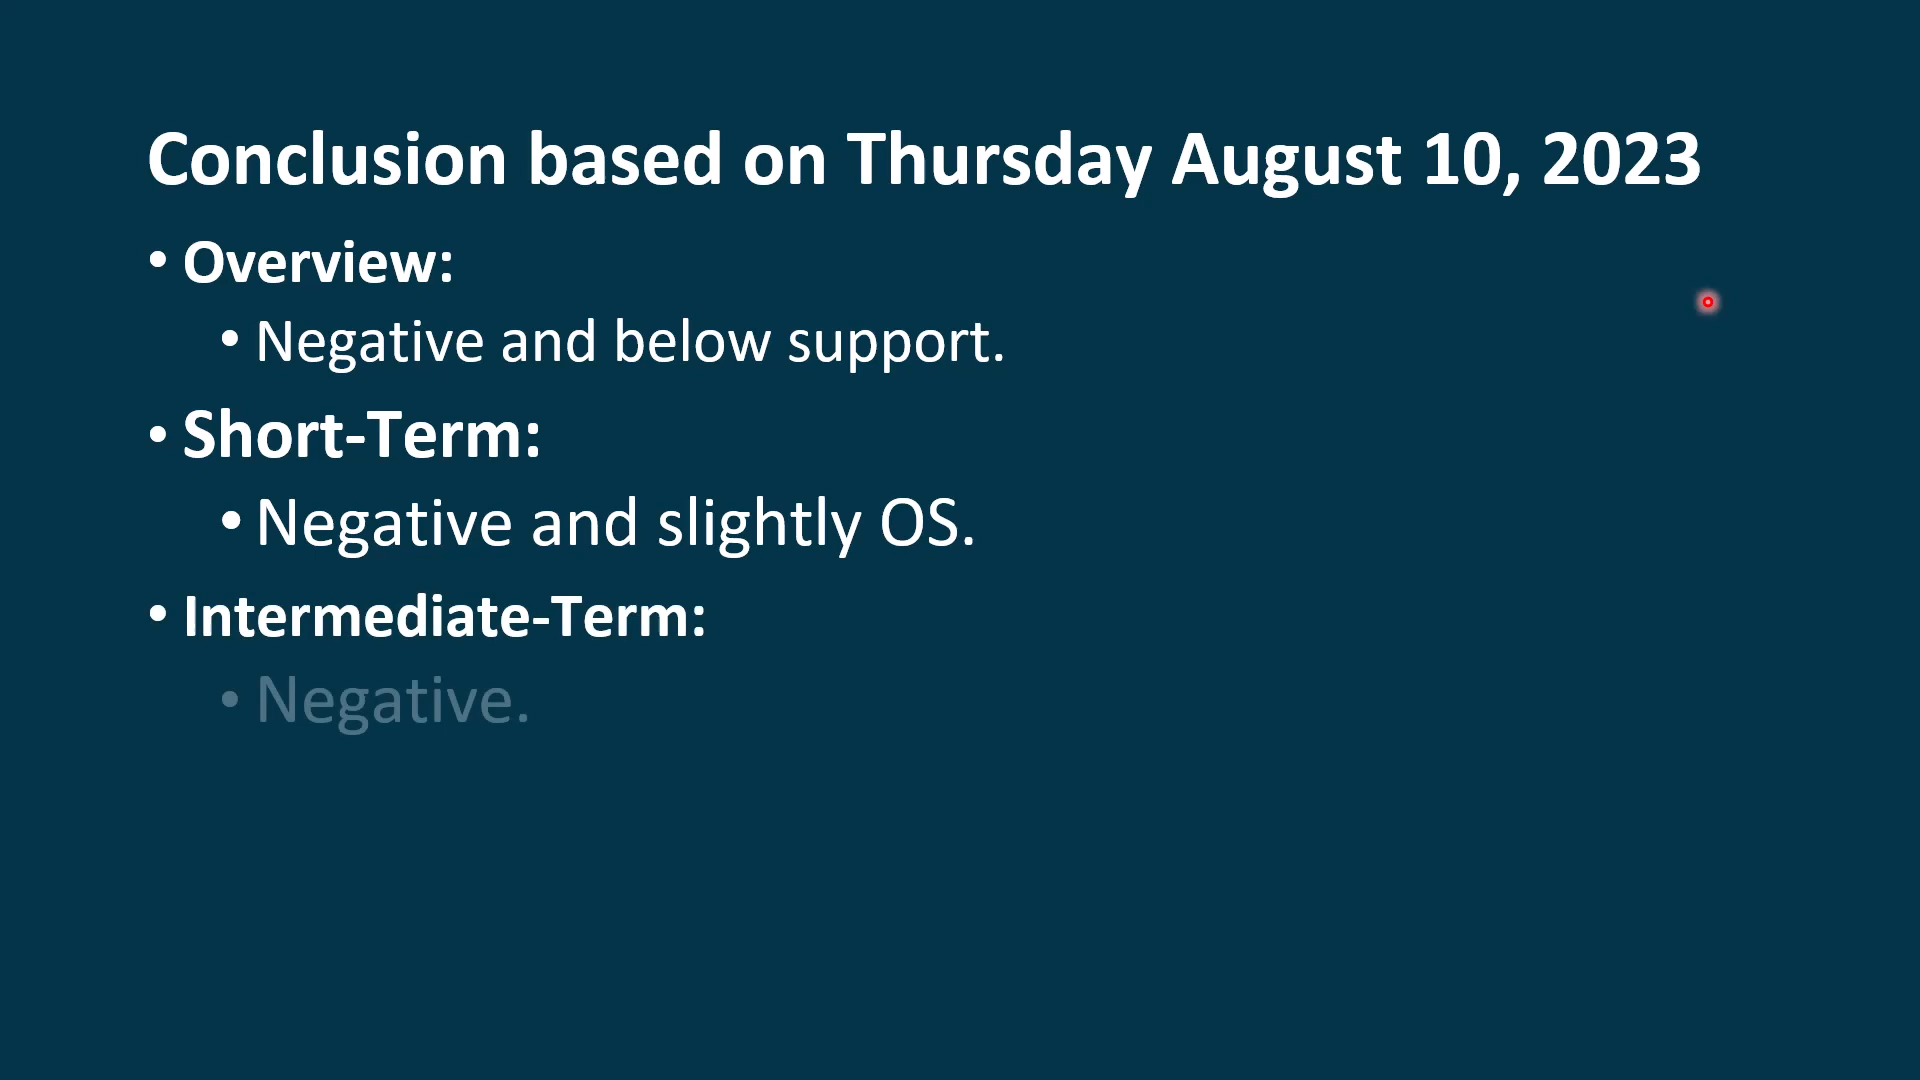 Conclusion based on Thursday August 10, 2023
• Overview:
• Negative and below support.
• Short-Term:
• Negative and slightly OS.
• Intermediate-Term:
• Negative.